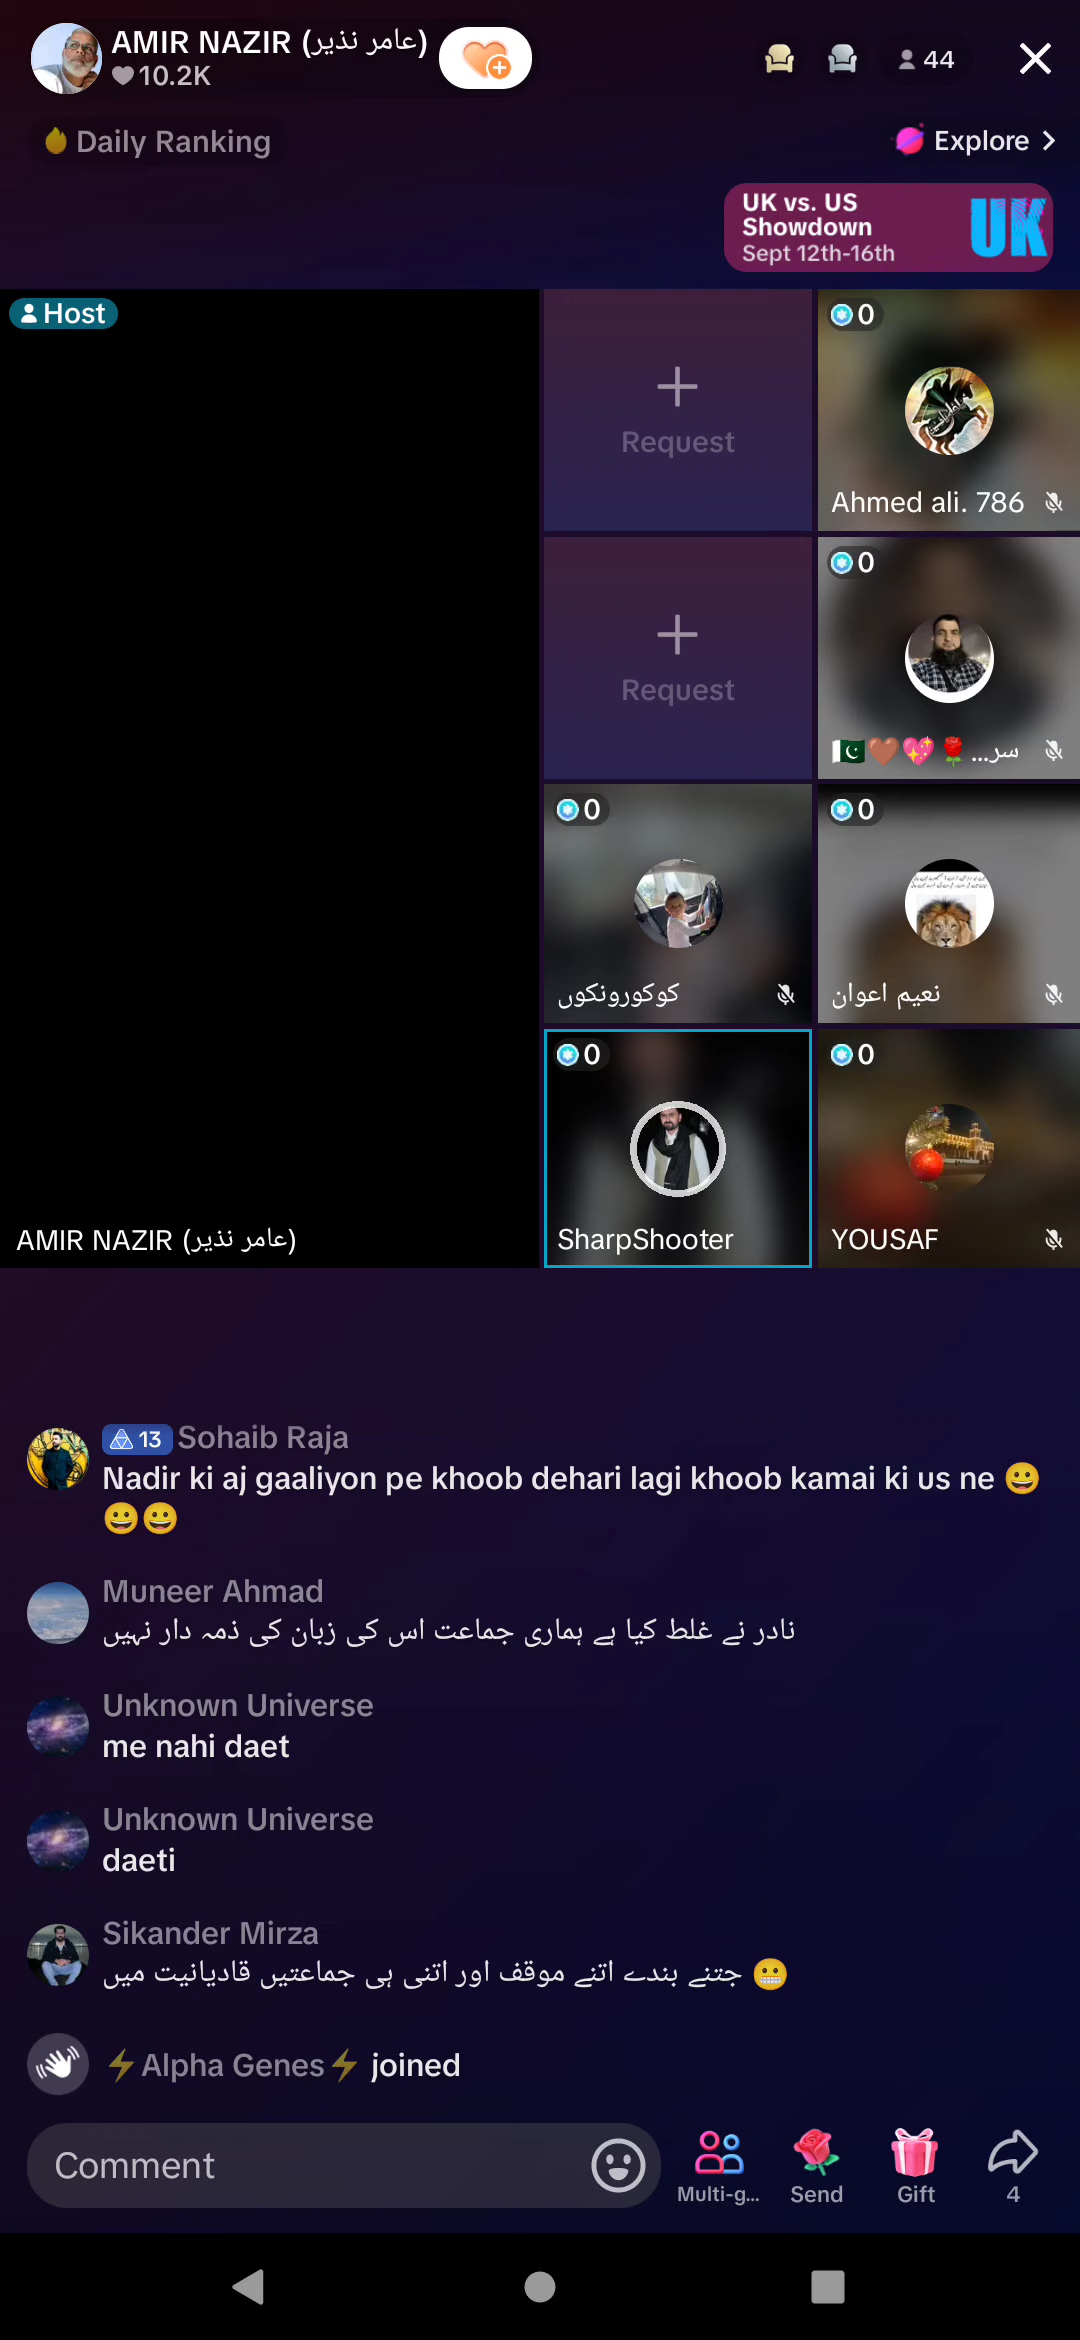 AMIR NAZIR (عامر نذیر)
10.2K
44
Daily Ranking
Explore
UK vs. US
Showdown
Sept 12th-16th
UK
Host
Request
0
Ahmed ali. 786
Request
0
سر...
0
کوکورونکوں
0
نعیم اعوان
0
SharpShooter
0
YOUSAF
AMIR NAZIR (عامر نذیر)
13 Sohaib Raja
Nadir ki aj gaaliyon pe khoob dehari lagi khoob kamai ki us ne 😀
😀😀
Muneer Ahmad
نادر نے غلط کیا ہے ہماری جماعت اس کی زبان کی ذمہ دار نہیں
Unknown Universe
me nahi daet
Unknown Universe
daeti
Sikander Mirza
جتنے بندے اتنے موقف اور اتنی ہی جماعتیں قادیانیت میں 😬
⚡Alpha Genes⚡ joined
Comment
Multi-g...
Send
Gift
4